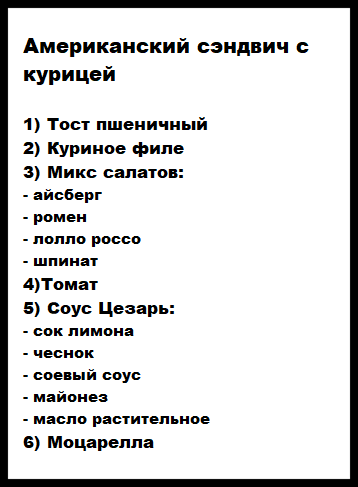 Американский сэндвич с
курицей
1) Тост пшеничный
2) Куриное филе
3) Микс салатов:
- айсберг
- ромен
- лолло россо
- шпинат
4)Томат
5) Соус Цезарь:
- сок лимона
- чеснок
- соевый соус
- майонез
- масло растительное
6) Моцарелла